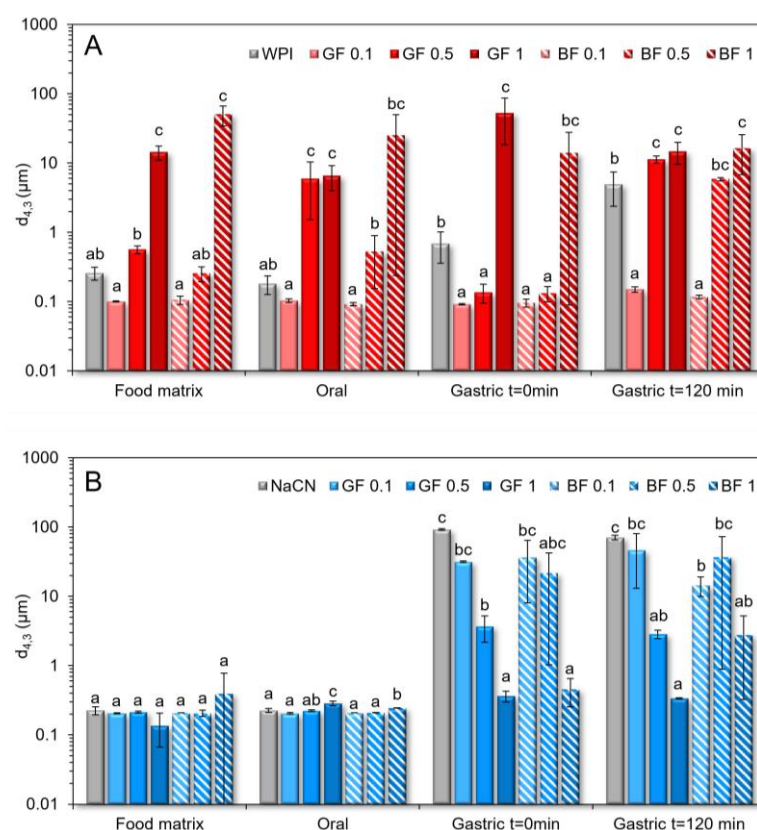 1000
A
WPI GF 0.1 GF 0.5 GF 1 BF 0.1 BF 0.5 BF 1
100
10
1
0.1
0.01
d4,3 (µm)
ab a b c a ab c
ab a c c a b bc
b a a c a a bc
b a c c a bc c
Food matrix Oral Gastric t=0min Gastric t=120 min
1000
B
NaCN GF 0.1 GF 0.5 GF 1 BF 0.1 BF 0.5 BF 1
100
10
1
0.1
0.01
d4,3 (µm)
a a a a a a a
a a ab c a a b
c bc b a bc abc a
c bc ab a b bc ab
Food matrix Oral Gastric t=0min Gastric t=120 min